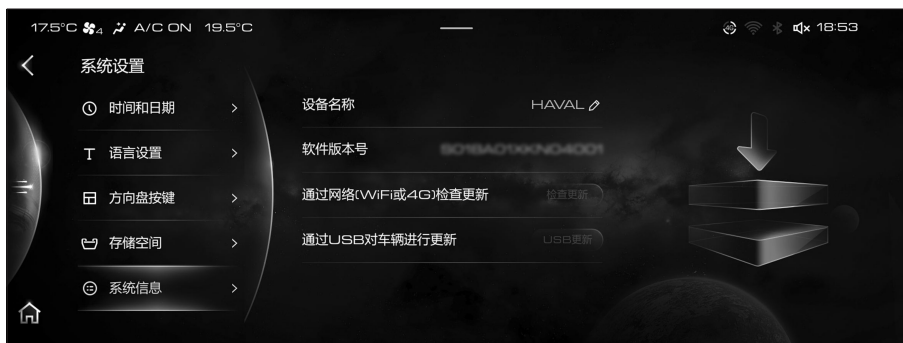 17.5°C 4 A/C ON 19.5°C 4G 18:53
系统设置
时间和日期
语言设置
方向盘按键
存储空间
系统信息
设备名称 HAVAL
软件版本号
通过网络(WiFi或4G)检查更新 检查更新
通过USB对车辆进行更新 USB更新